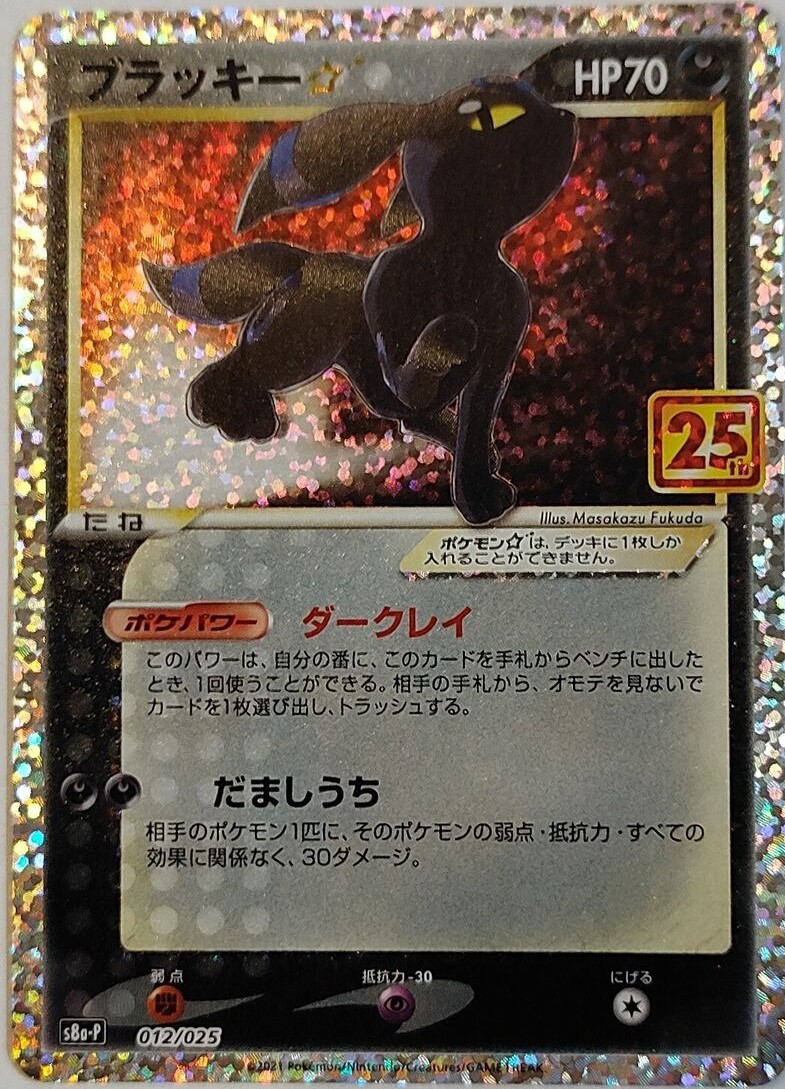 ブラッキー☆ HP70
25th
たね
Illus. Masakazu Fukuda
ポケモン☆は、デッキに1枚しか
入れることができません。
ポケパワー ダークレイ
このパワーは、自分の番に、このカードを手札からベンチに出した
とき、1回使うことができる。相手の手札から、オモテを見ないで
カードを1枚選び出し、トラッシュする。
だましうち
相手のポケモン1匹に、そのポケモンの弱点・抵抗力・すべての
効果に関係なく、30ダメージ。
弱点 抵抗力-30 にげる
s8a-P 012/025
©2021 Pokémon/Nintendo/Creatures/GAME FREAK